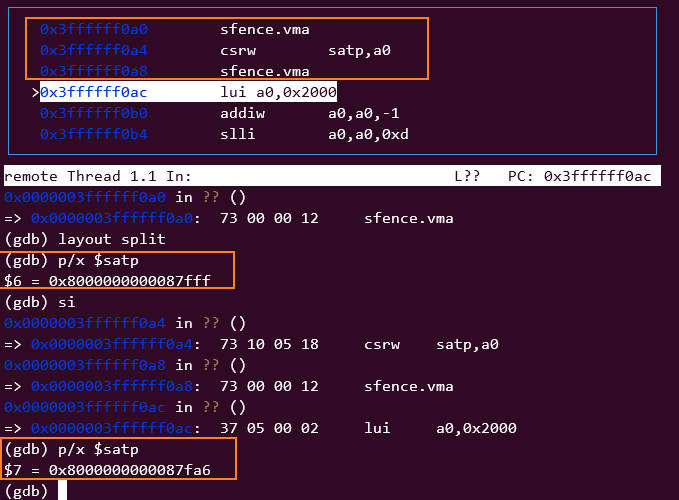 0x3ffffff0a0 sfence.vma
0x3ffffff0a4 csrw satp,a0
0x3ffffff0a8 sfence.vma
>0x3ffffff0ac lui a0,0x2000
0x3ffffff0b0 addiw a0,a0,-1
0x3ffffff0b4 slli a0,a0,0xd
remote Thread 1.1 In: L?? PC: 0x3ffffff0ac
0x0000003ffffff0a0 in ?? ()
=> 0x0000003ffffff0a0: 73 00 00 12 sfence.vma
(gdb) layout split
(gdb) p/x $satp
$6 = 0x8000000000087fff
(gdb) si
0x0000003ffffff0a4 in ?? ()
=> 0x0000003ffffff0a4: 73 10 05 18 csrw satp,a0
0x0000003ffffff0a8 in ?? ()
=> 0x0000003ffffff0a8: 73 00 00 12 sfence.vma
0x0000003ffffff0ac in ?? ()
=> 0x0000003ffffff0ac: 37 05 00 02 lui a0,0x2000
(gdb) p/x $satp
$7 = 0x8000000000087fa6
(gdb)